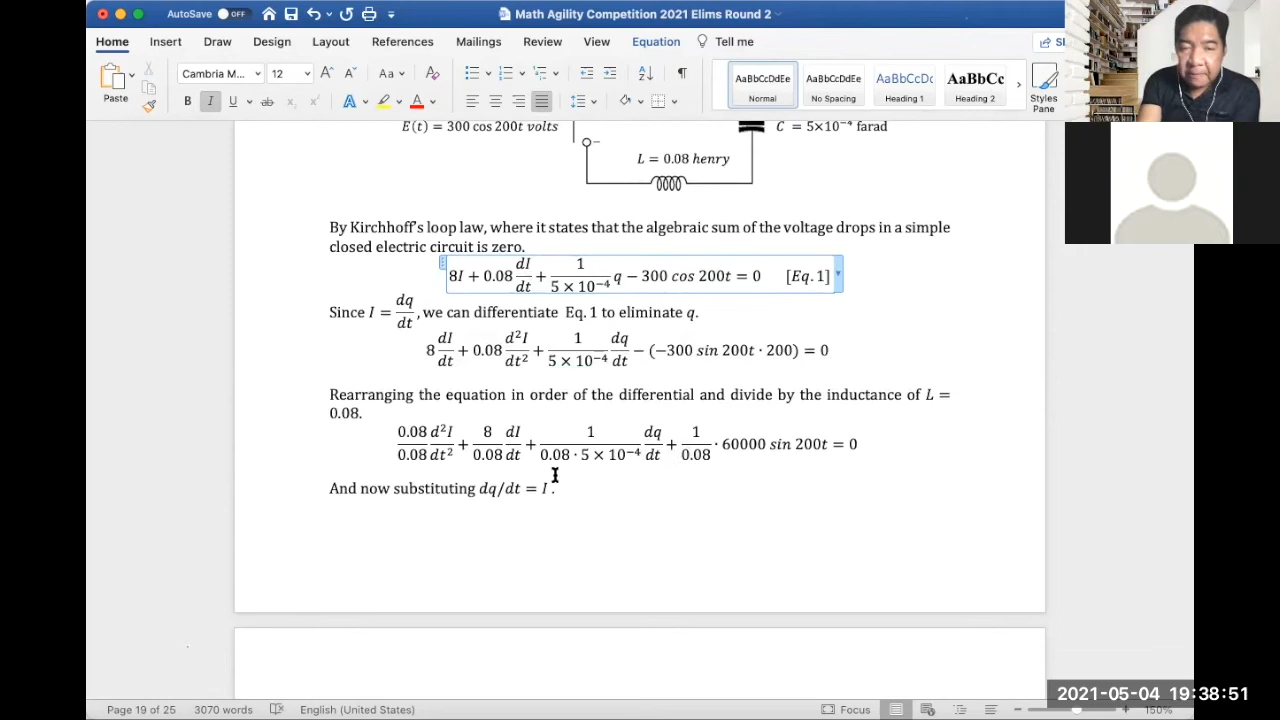 AutoSave OFF
Math Agility Competition 2021 Elims Round 2
Home Insert Draw Design Layout References Mailings Review View Equation Tell me
Paste
Cambria M... 12
AaBbCcDdEe
Normal
AaBbCcDdEe
No Spacing
AaBbCcDc
Heading 1
AaBbCc
Heading 2
Styles
Pane
E(t) = 300 cos 200t volts
C = 5×10⁻⁴ farad
L = 0.08 henry
By Kirchhoff's loop law, where it states that the algebraic sum of the voltage drops in a simple
closed electric circuit is zero.
8I + 0.08 dI/dt + 1/(5 × 10⁻⁴) q − 300 cos 200t = 0 [Eq. 1]
Since I = dq/dt, we can differentiate Eq. 1 to eliminate q.
8 dI/dt + 0.08 d²I/dt² + 1/(5 × 10⁻⁴) dq/dt − (−300 sin 200t · 200) = 0
Rearranging the equation in order of the differential and divide by the inductance of L =
0.08.
0.08/0.08 d²I/dt² + 8/0.08 dI/dt + 1/(0.08 · 5 × 10⁻⁴) dq/dt + 1/0.08 · 60000 sin 200t = 0
And now substituting dq/dt = I .
Page 19 of 25 3070 words English (United States) Focus 150%
2021-05-04 19:38:51